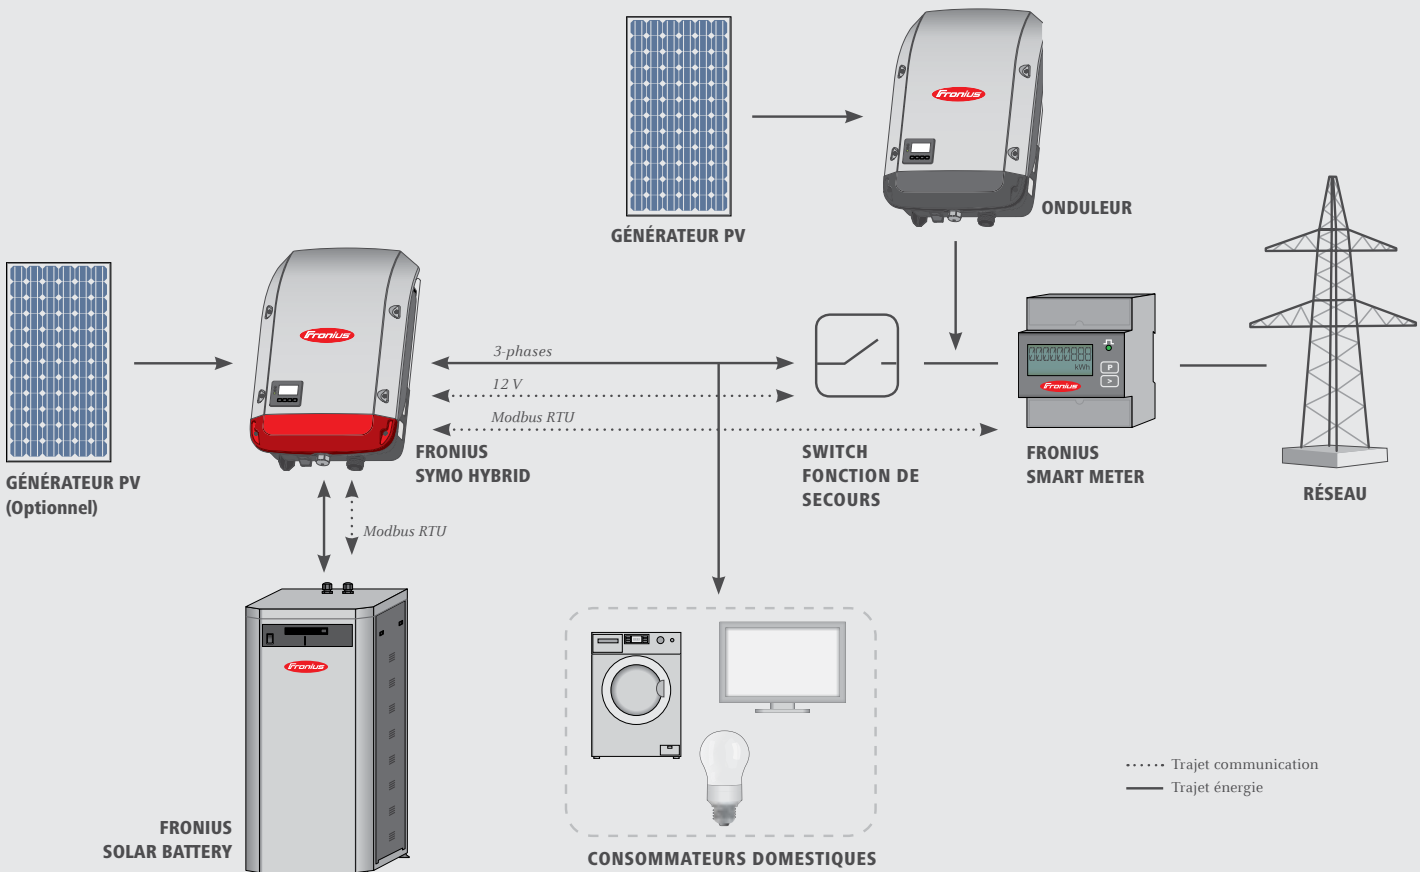 Fronius
ONDULEUR
GÉNÉRATEUR PV
Fronius
GÉNÉRATEUR PV
(Optionnel)
FRONIUS
SYMO HYBRID
3-phases
12 V
Modbus RTU
SWITCH
FONCTION DE
SECOURS
kWh
P
>
Fronius
FRONIUS
SMART METER
RÉSEAU
Modbus RTU
Fronius
FRONIUS
SOLAR BATTERY
CONSOMMATEURS DOMESTIQUES
Trajet communication
Trajet énergie